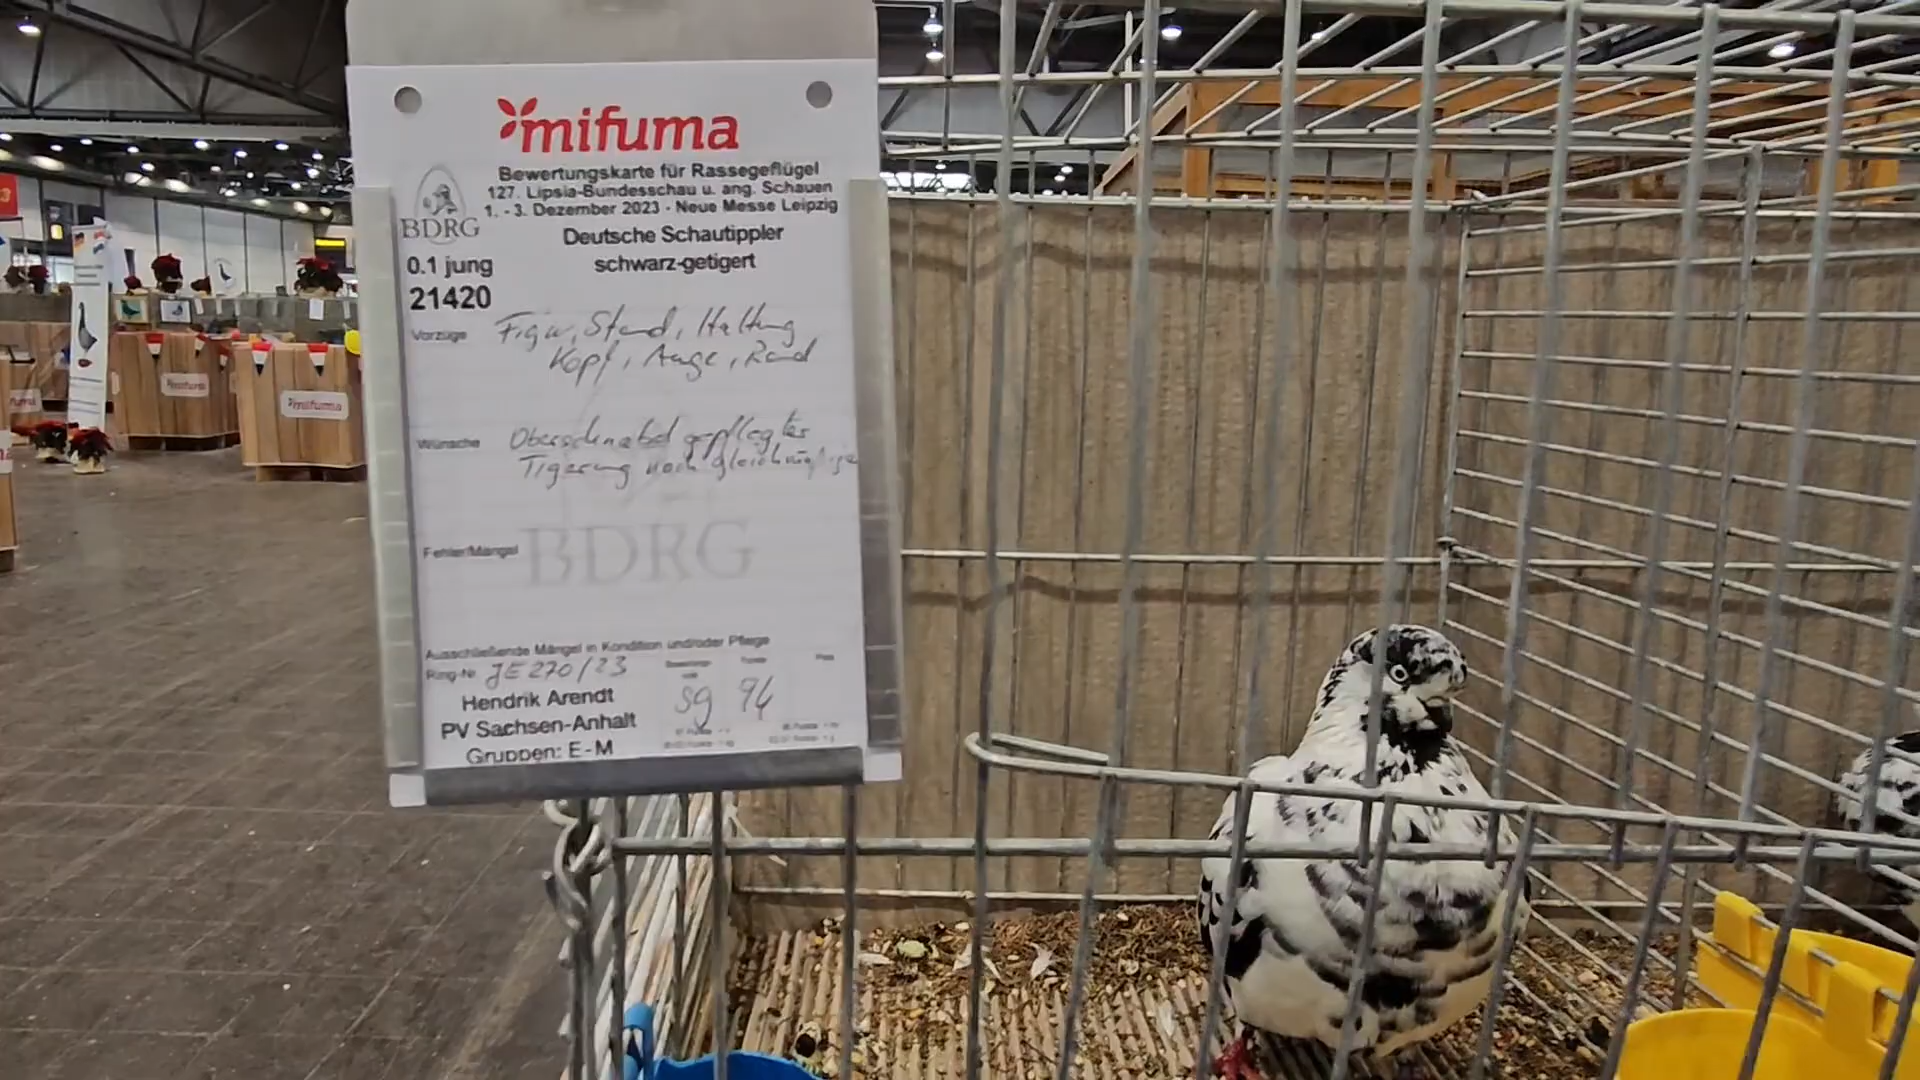 mifuma
Bewertungskarte für Rassegeflügel
127. Lipsia-Bundesschau u. ang. Schauen
1. - 3. Dezember 2023 - Neue Messe Leipzig
BDRG
Deutsche Schautippler
schwarz-getigert
0.1 jung
21420
Vorzüge Figur, Stand, Haltung
Kopf, Auge, Rand
Wünsche Oberschnabel gepflegter
Tigerung noch gleichmäßiger
BDRG
Fehler/Mängel
Ausschließende Mängel in Kondition und/oder Pflege
Ring-Nr. JE 270/23
Hendrik Arendt
PV Sachsen-Anhalt
Gruppen: E-M
sg 94
Preis
mifuma
mifuma